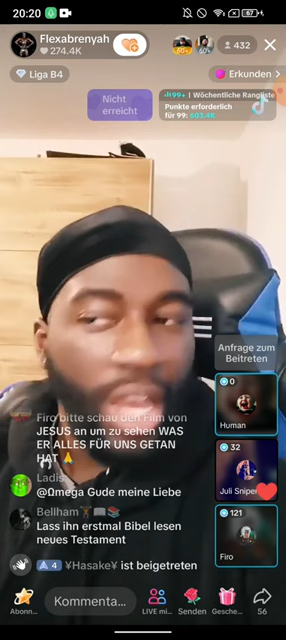 20:20
67
Flexabrenyah
274.4K
432
Liga B4
Erkunden
Nicht
erreicht
99+ | Wöchentliche Rangliste
Punkte erforderlich
für 99: 603.4K
Anfrage zum
Beitreten
0
Human
32
Juli Sniper
121
Firo
Firo bitte schau den Film von
JESUS an um zu sehen WAS
ER ALLES FÜR UNS GETAN
HAT 🙏
Ladis
@Ωmega Gude meine Liebe
Bellham
Lass ihn erstmal Bibel lesen
neues Testament
4 ¥Hasake¥ ist beigetreten
Abonn...
Kommenta...
LIVE mi...
Senden
Gesche...
56